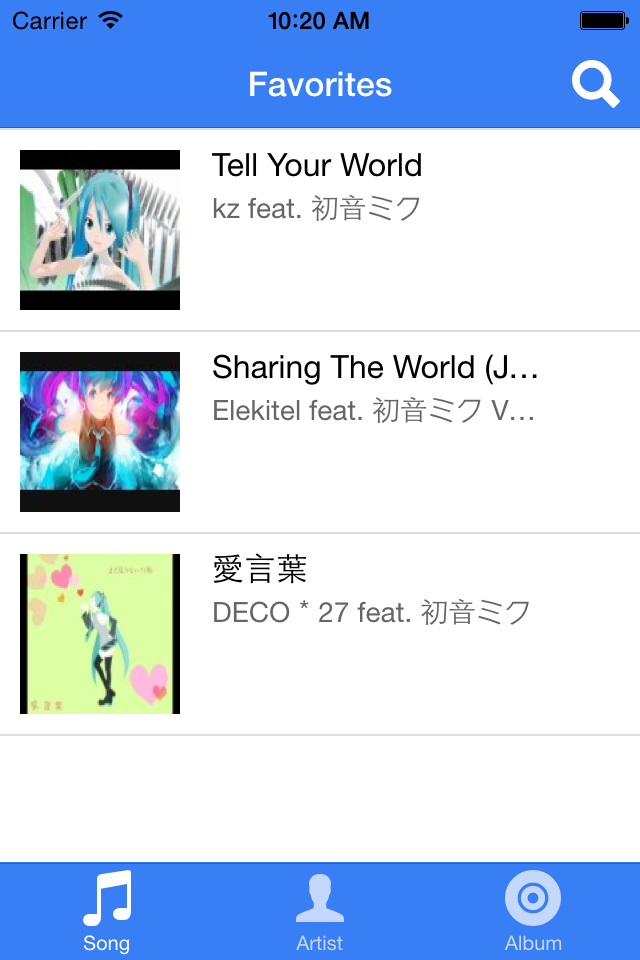 Carrier 10:20 AM
Favorites
Tell Your World
kz feat. 初音ミク
Sharing The World (J…
Elekitel feat. 初音ミク V…
愛言葉
DECO * 27 feat. 初音ミク
Song Artist Album